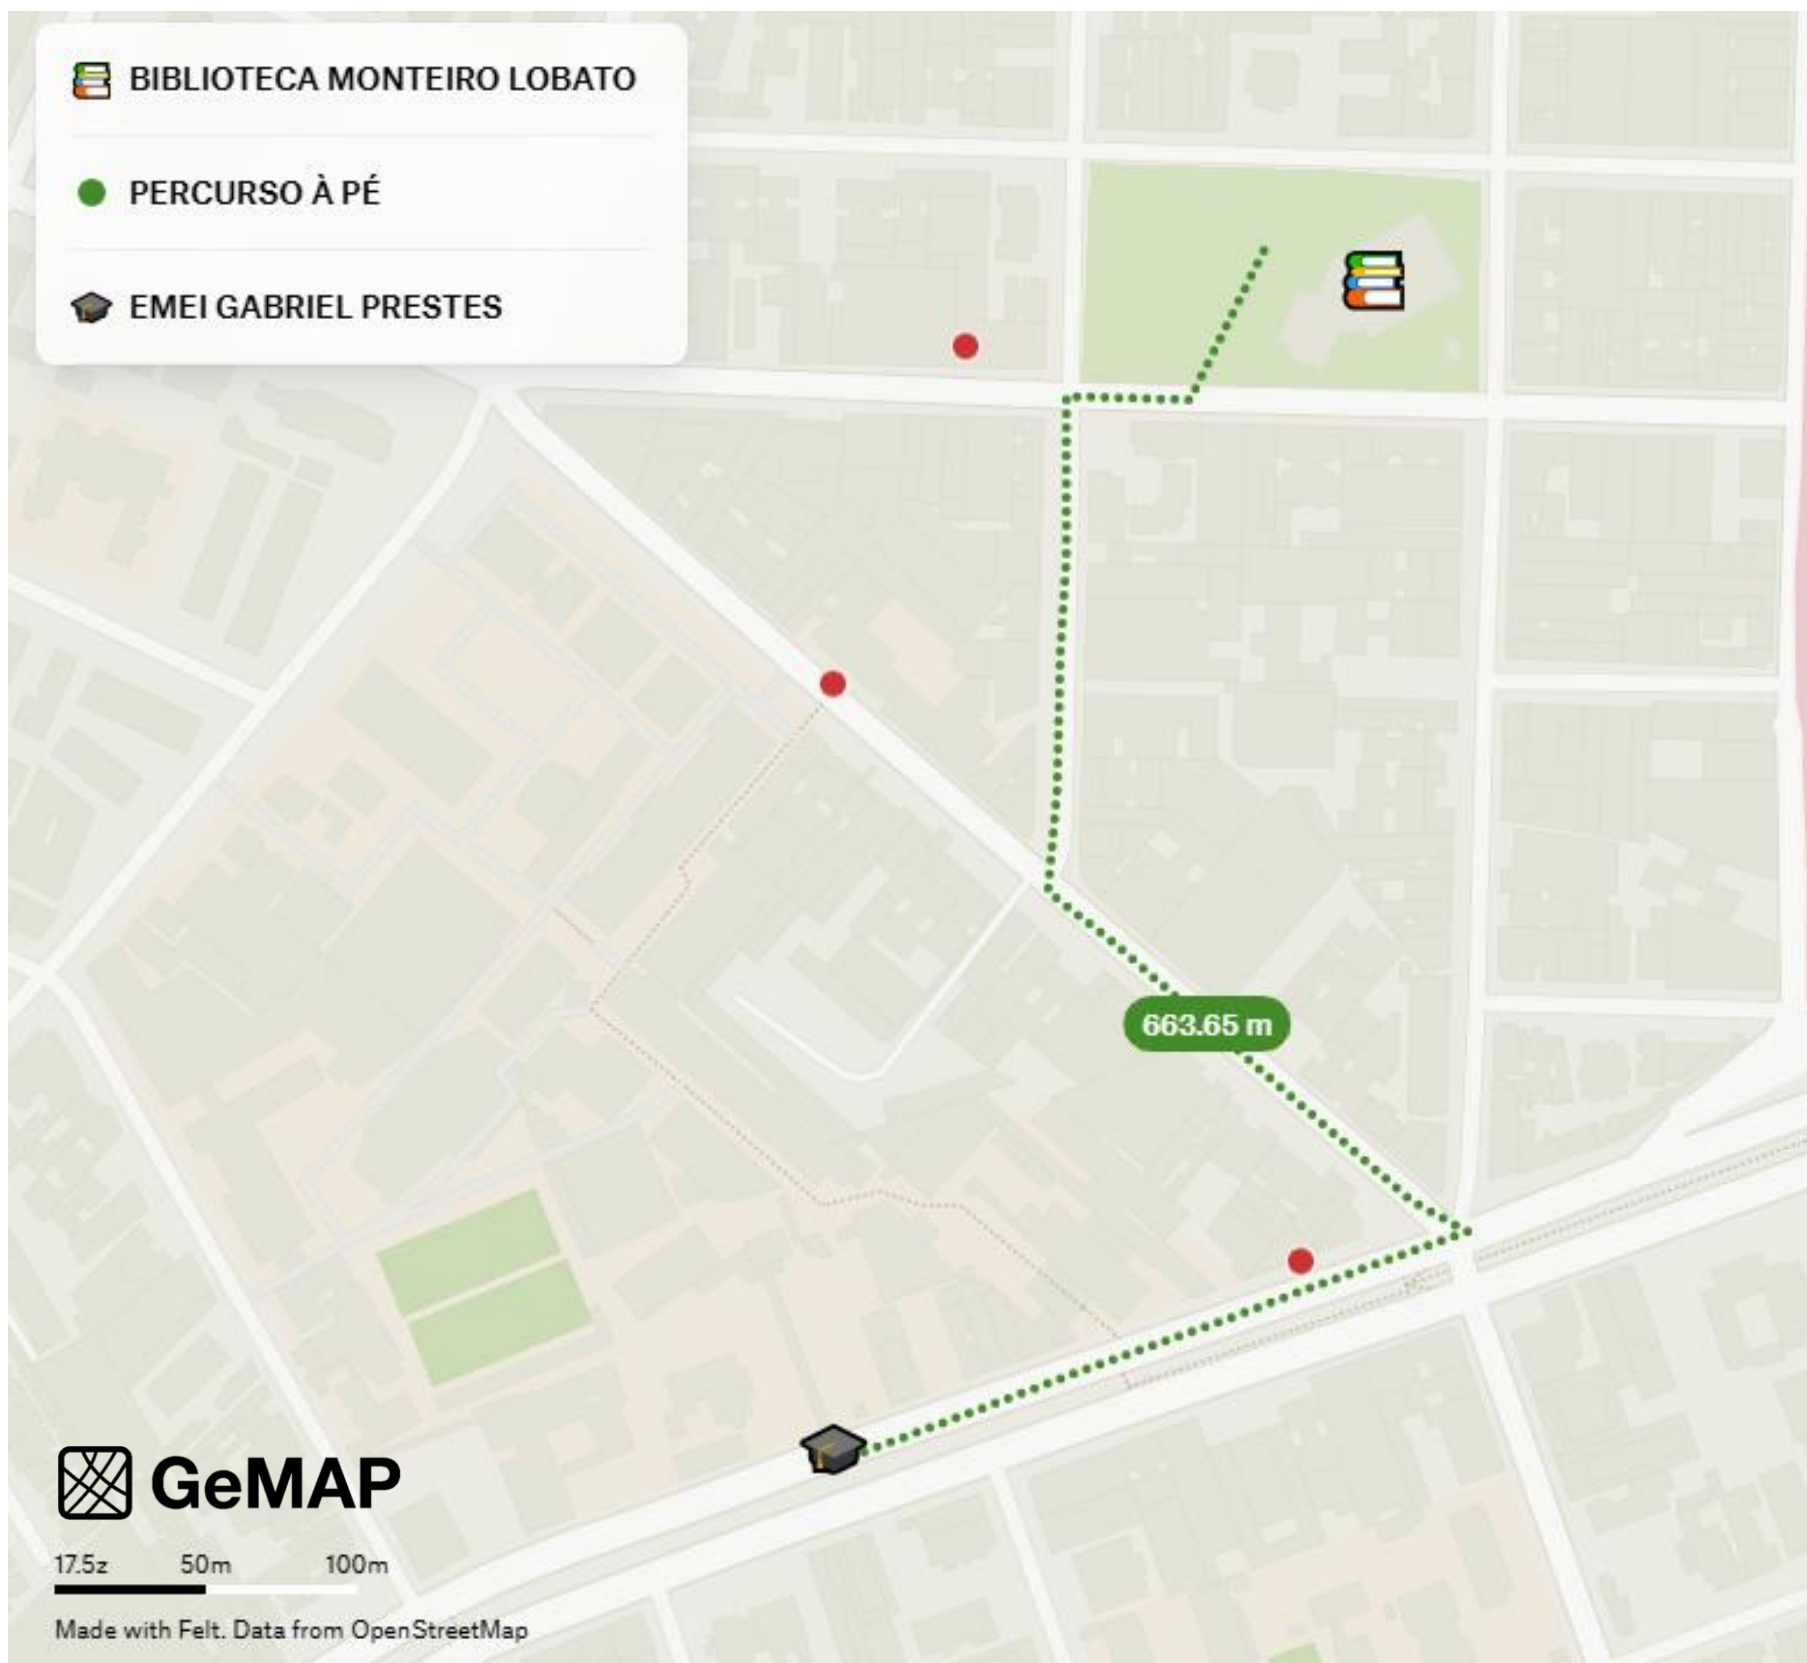 BIBLIOTECA MONTEIRO LOBATO
PERCURSO À PÉ
EMEI GABRIEL PRESTES
663.65 m
GeMAP
17.5z 50m 100m
Made with Felt. Data from OpenStreetMap